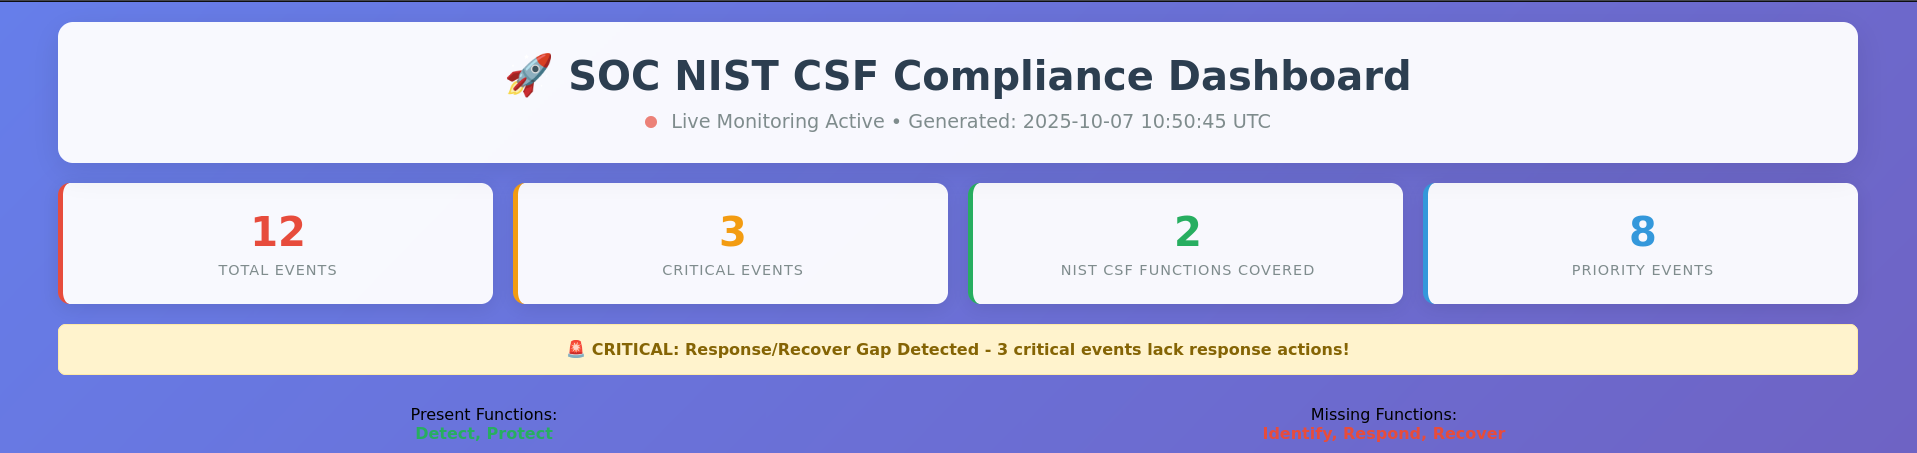 🚀 SOC NIST CSF Compliance Dashboard
Live Monitoring Active • Generated: 2025-10-07 10:50:45 UTC
12
TOTAL EVENTS
3
CRITICAL EVENTS
2
NIST CSF FUNCTIONS COVERED
8
PRIORITY EVENTS
🚨 CRITICAL: Response/Recover Gap Detected - 3 critical events lack response actions!
Present Functions:
Detect, Protect
Missing Functions:
Identify, Respond, Recover